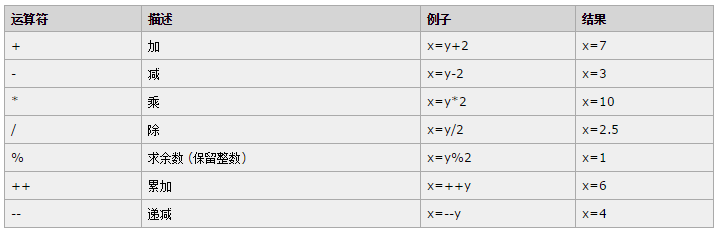 运算符 描述 例子 结果
+ 加 x=y+2 x=7
- 减 x=y-2 x=3
* 乘 x=y*2 x=10
/ 除 x=y/2 x=2.5
% 求余数 (保留整数) x=y%2 x=1
++ 累加 x=++y x=6
-- 递减 x=--y x=4